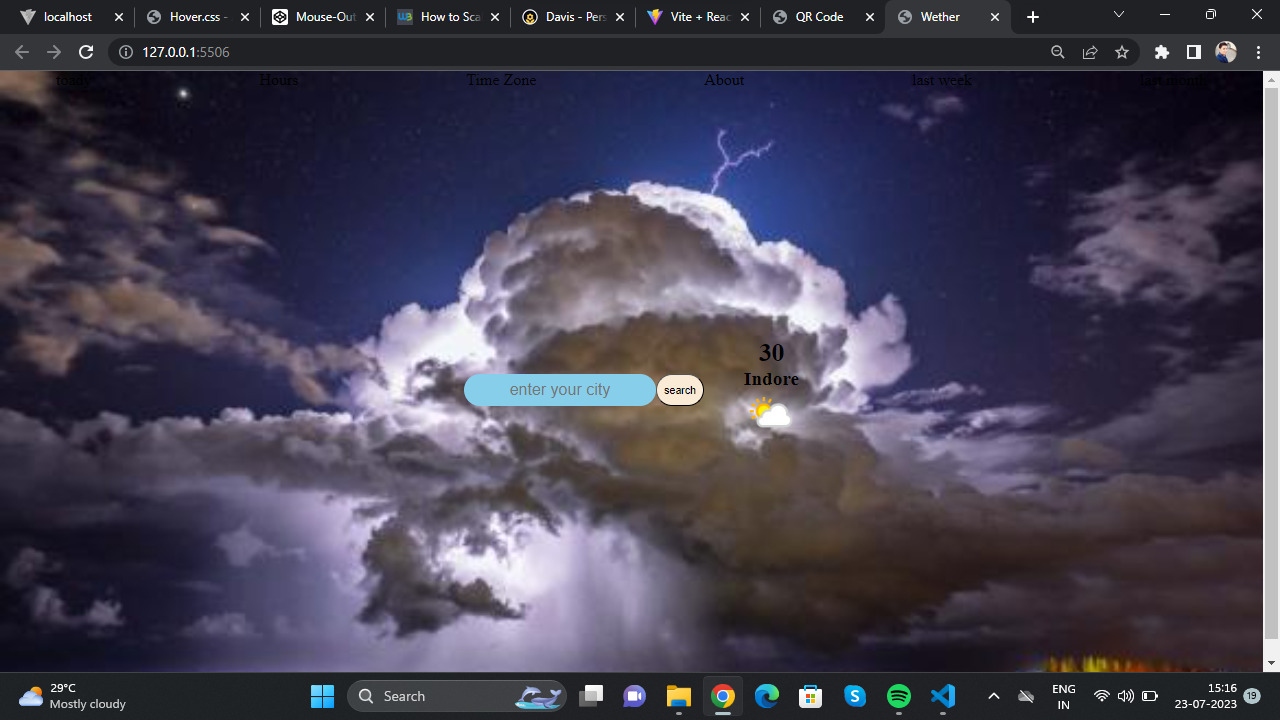 localhost
Hover.css -
Mouse-Out
How to Sca
Davis - Pers
Vite + Reac
QR Code
Wether
127.0.0.1:5506
today
Hours
Time Zone
About
last week
last month
30
Indore
enter your city
search
29°C
Mostly cloudy
Search
ENG
IN
15:16
23-07-2023
19